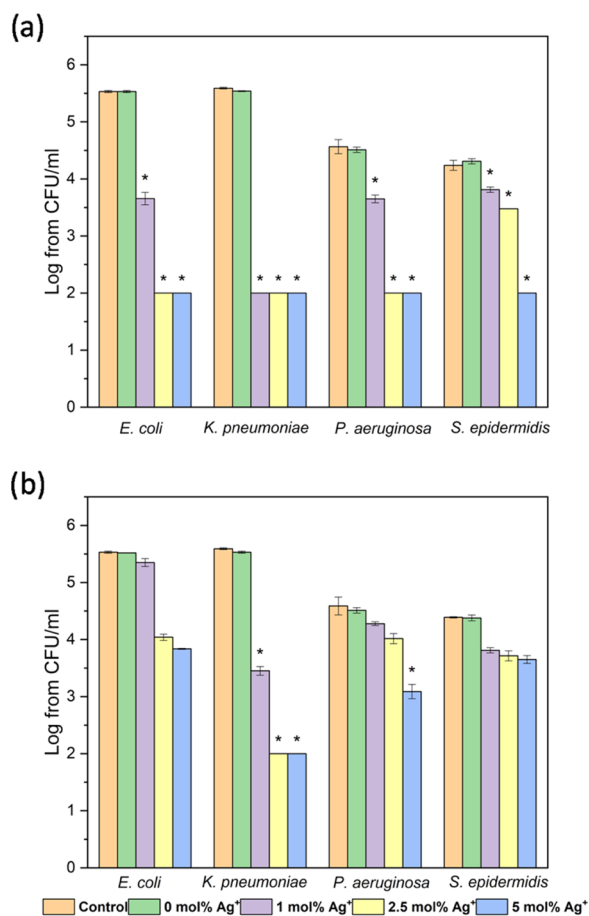 (a)
Log from CFU/ml
6
5
4
3
2
1
0
* * * * * * * * * * * *
E. coli K. pneumoniae P. aeruginosa S. epidermidis
(b)
Log from CFU/ml
6
5
4
3
2
1
0
* * * *
E. coli K. pneumoniae P. aeruginosa S. epidermidis
Control 0 mol% Ag⁺ 1 mol% Ag⁺ 2.5 mol% Ag⁺ 5 mol% Ag⁺